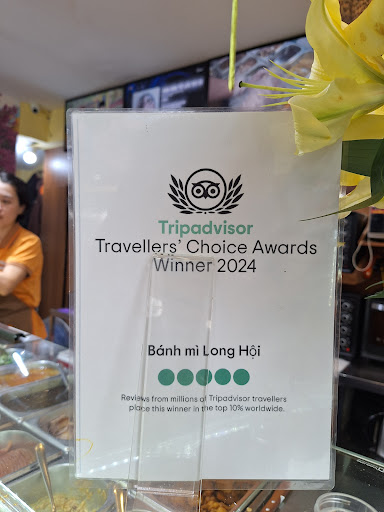 Tripadvisor
Travellers' Choice Awards
Winner 2024
Bánh mì Long Hội
Reviews from millions of Tripadvisor travellers
place this winner in the top 10% worldwide.